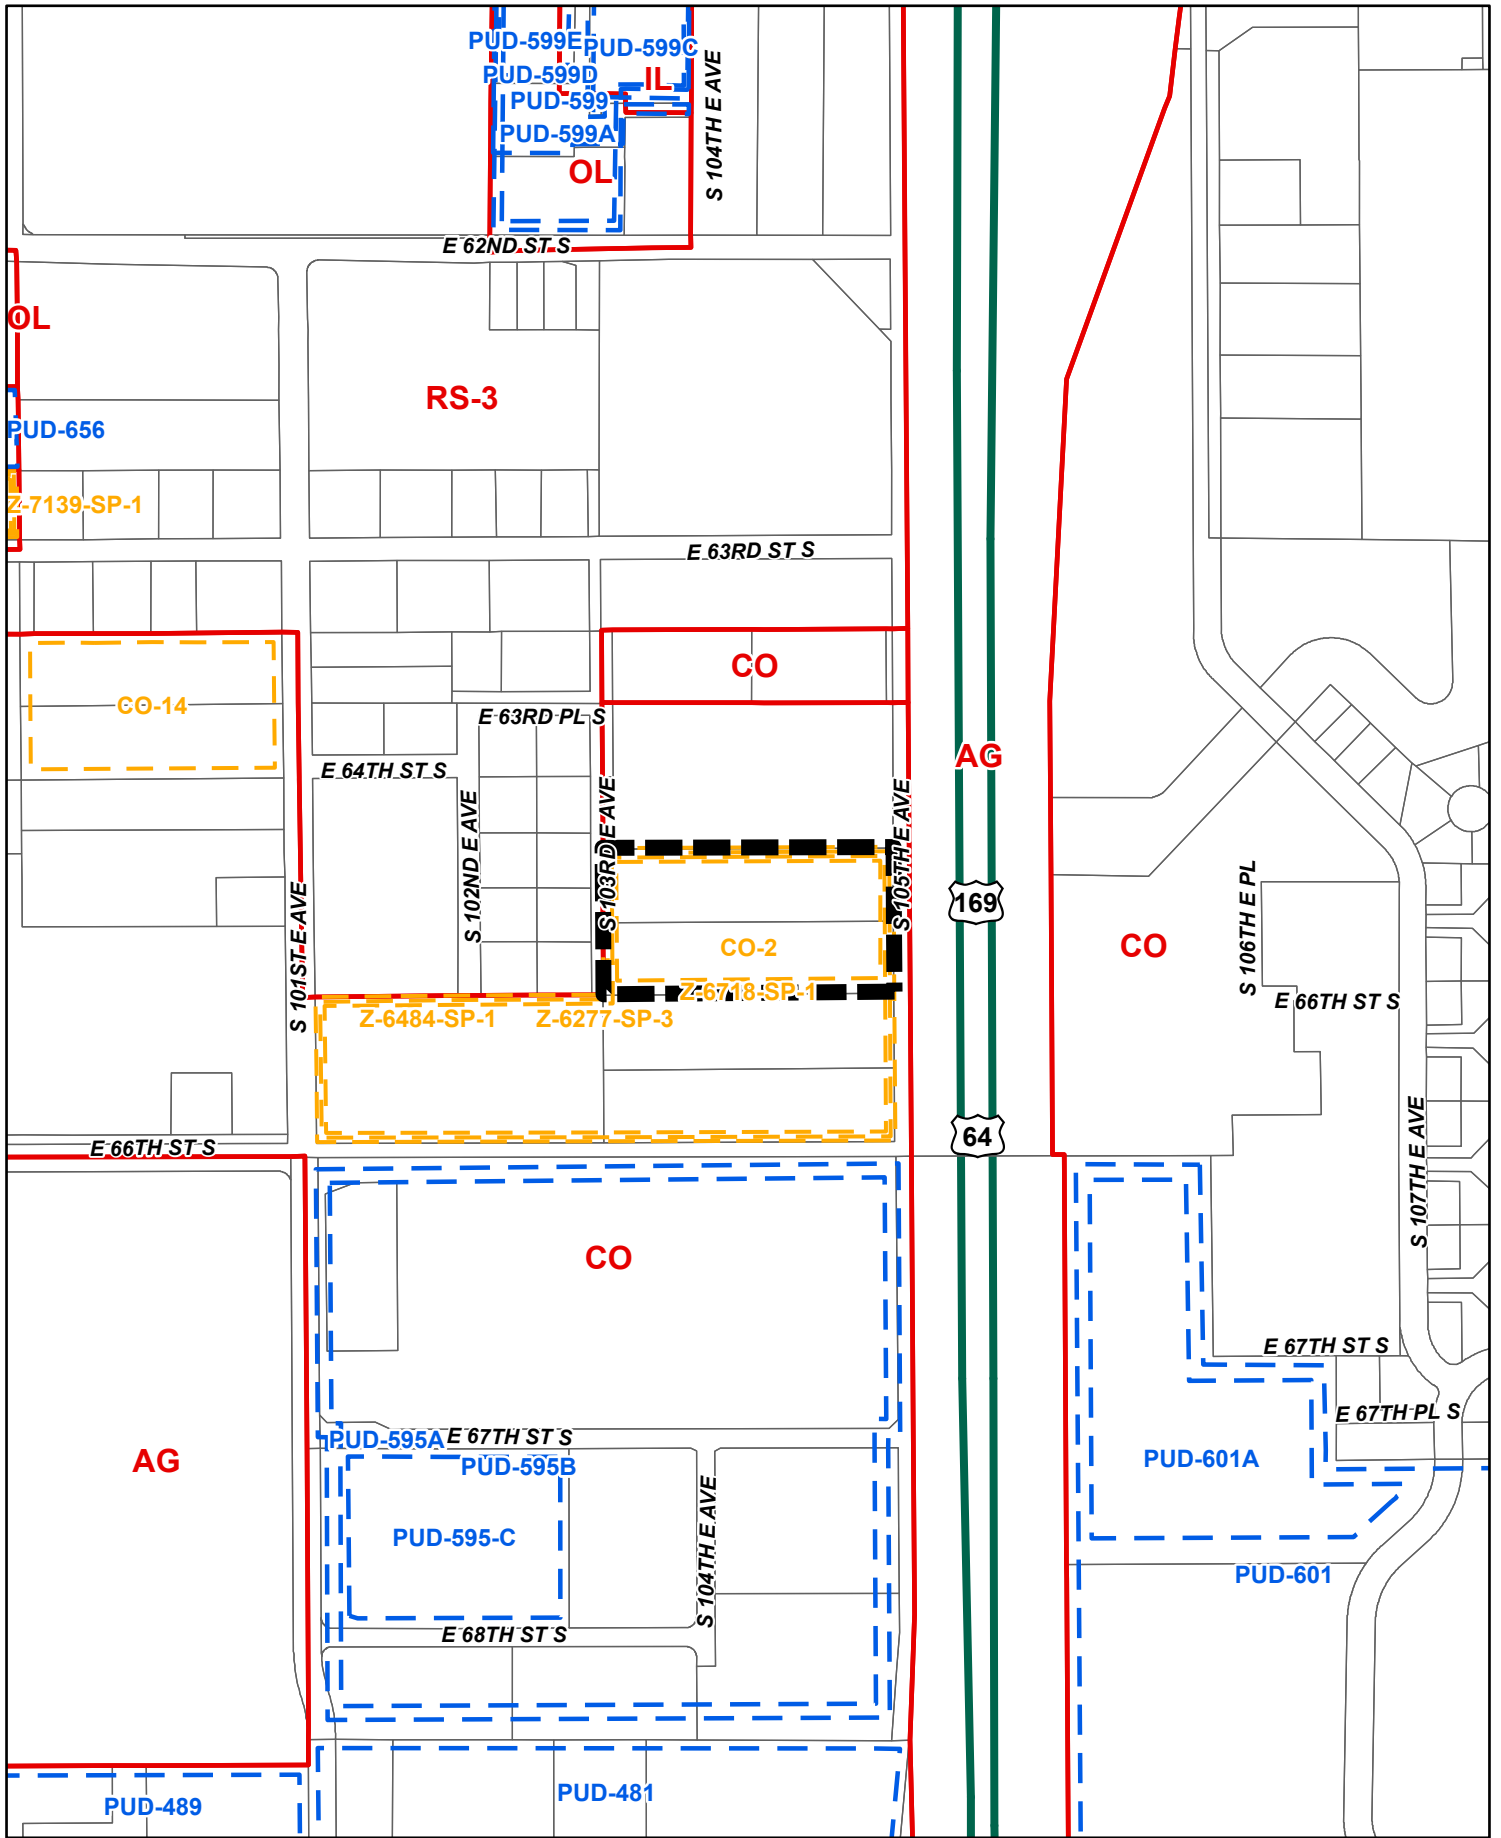 PUD-599E
PUD-599C
PUD-599D
IL
PUD-599
PUD-599A
OL
S 104TH E AVE
E 62ND ST S
OL
RS-3
PUD-656
Z-7139-SP-1
E 63RD ST S
CO
CO-14
E 63RD PL S
E 64TH ST S
AG
S 101ST E AVE
S 102ND E AVE
S 103RD E AVE
S 105TH E AVE
169
CO-2
CO
S 106TH E PL
Z-6718-SP-1
E 66TH ST S
Z-6484-SP-1
Z-6277-SP-3
64
E 66TH ST S
S 107TH E AVE
CO
E 67TH ST S
E 67TH PL S
PUD-595A
E 67TH ST S
AG
PUD-595B
PUD-601A
PUD-595-C
S 104TH E AVE
PUD-601
E 68TH ST S
PUD-481
PUD-489